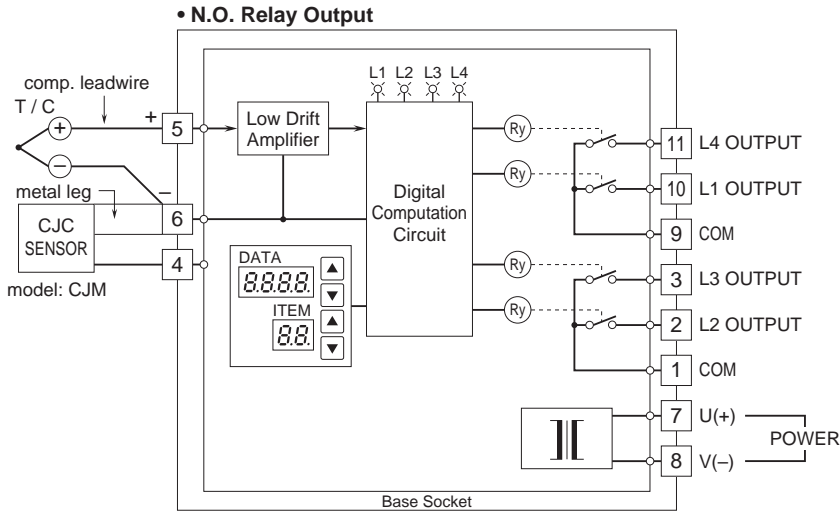 • N.O. Relay Output
L1 L2 L3 L4
comp. leadwire
T / C
+
+
5
Low Drift
Amplifier
Ry
11 L4 OUTPUT
–
–
Ry
10 L1 OUTPUT
metal leg
Digital
Computation
Circuit
CJC
SENSOR
6
9 COM
4
DATA
8.8.8.8.
Ry
3 L3 OUTPUT
model: CJM
ITEM
8.8.
Ry
2 L2 OUTPUT
1 COM
7 U(+)
POWER
8 V(–)
Base Socket